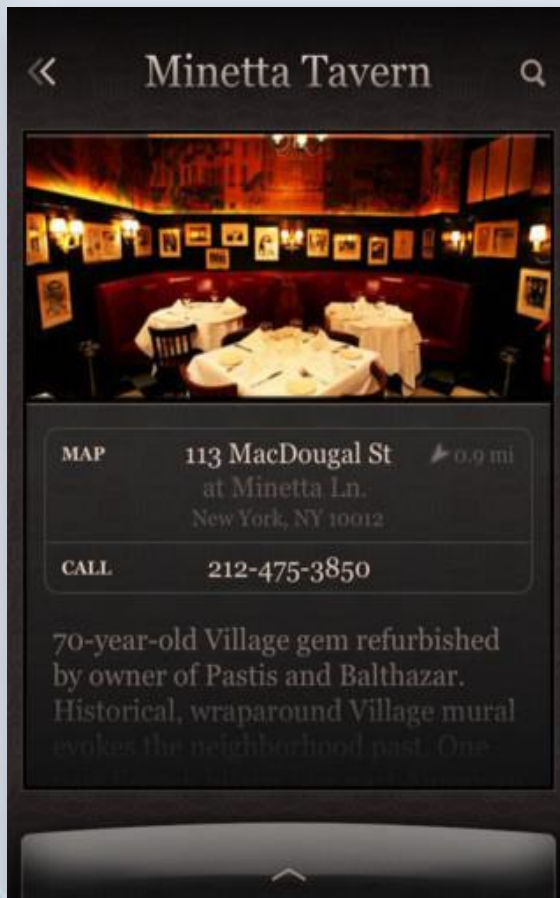 Minetta Tavern
MAP 113 MacDougal St 0.9 mi
at Minetta Ln.
New York, NY 10012
CALL 212-475-3850
70-year-old Village gem refurbished
by owner of Pastis and Balthazar.
Historical, wraparound Village mural
evokes the neighborhood past. One